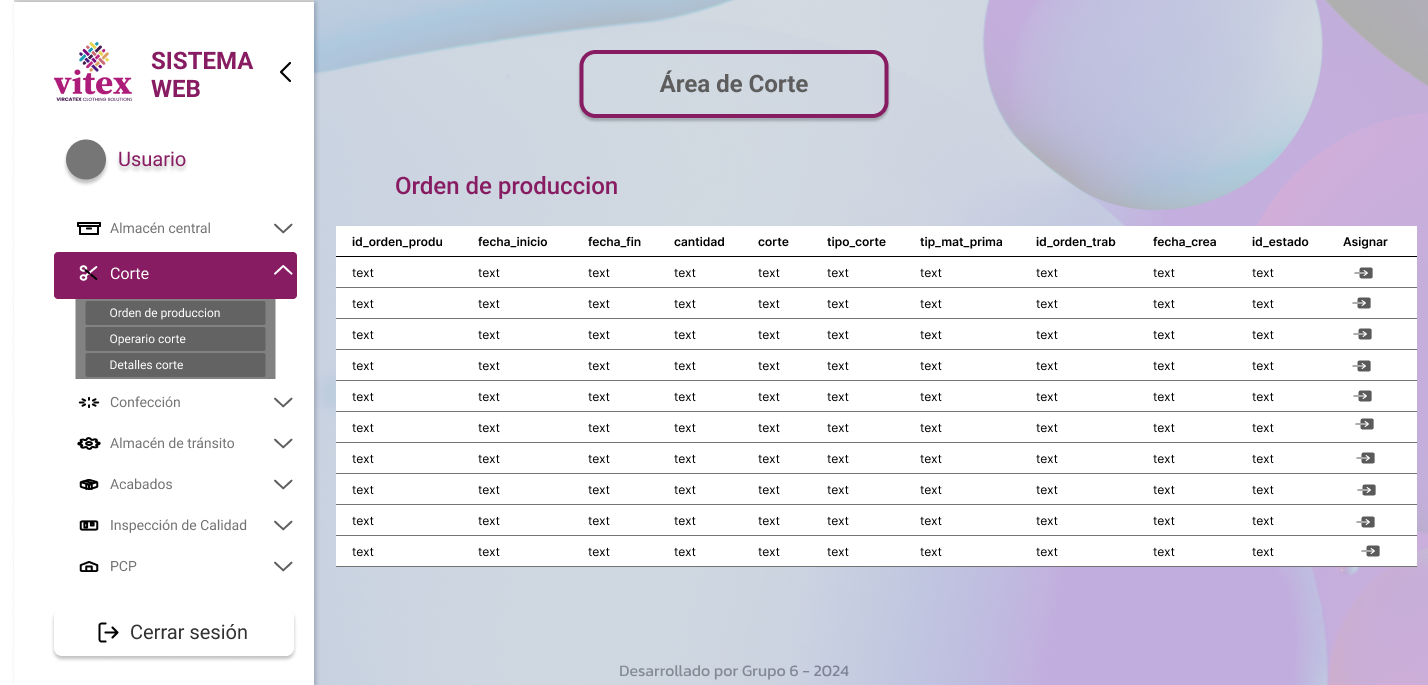 vitex
VIRCATEX CLOTHING SOLUTIONS
SISTEMA
WEB
Usuario
Almacén central
Corte
Orden de produccion
Operario corte
Detalles corte
Confección
Almacén de tránsito
Acabados
Inspección de Calidad
PCP
Cerrar sesión
Área de Corte
Orden de produccion
id_orden_produ fecha_inicio fecha_fin cantidad corte tipo_corte tip_mat_prima id_orden_trab fecha_crea id_estado Asignar
text text text text text text text text text text
text text text text text text text text text text
text text text text text text text text text text
text text text text text text text text text text
text text text text text text text text text text
text text text text text text text text text text
text text text text text text text text text text
text text text text text text text text text text
text text text text text text text text text text
text text text text text text text text text text
Desarrollado por Grupo 6 - 2024